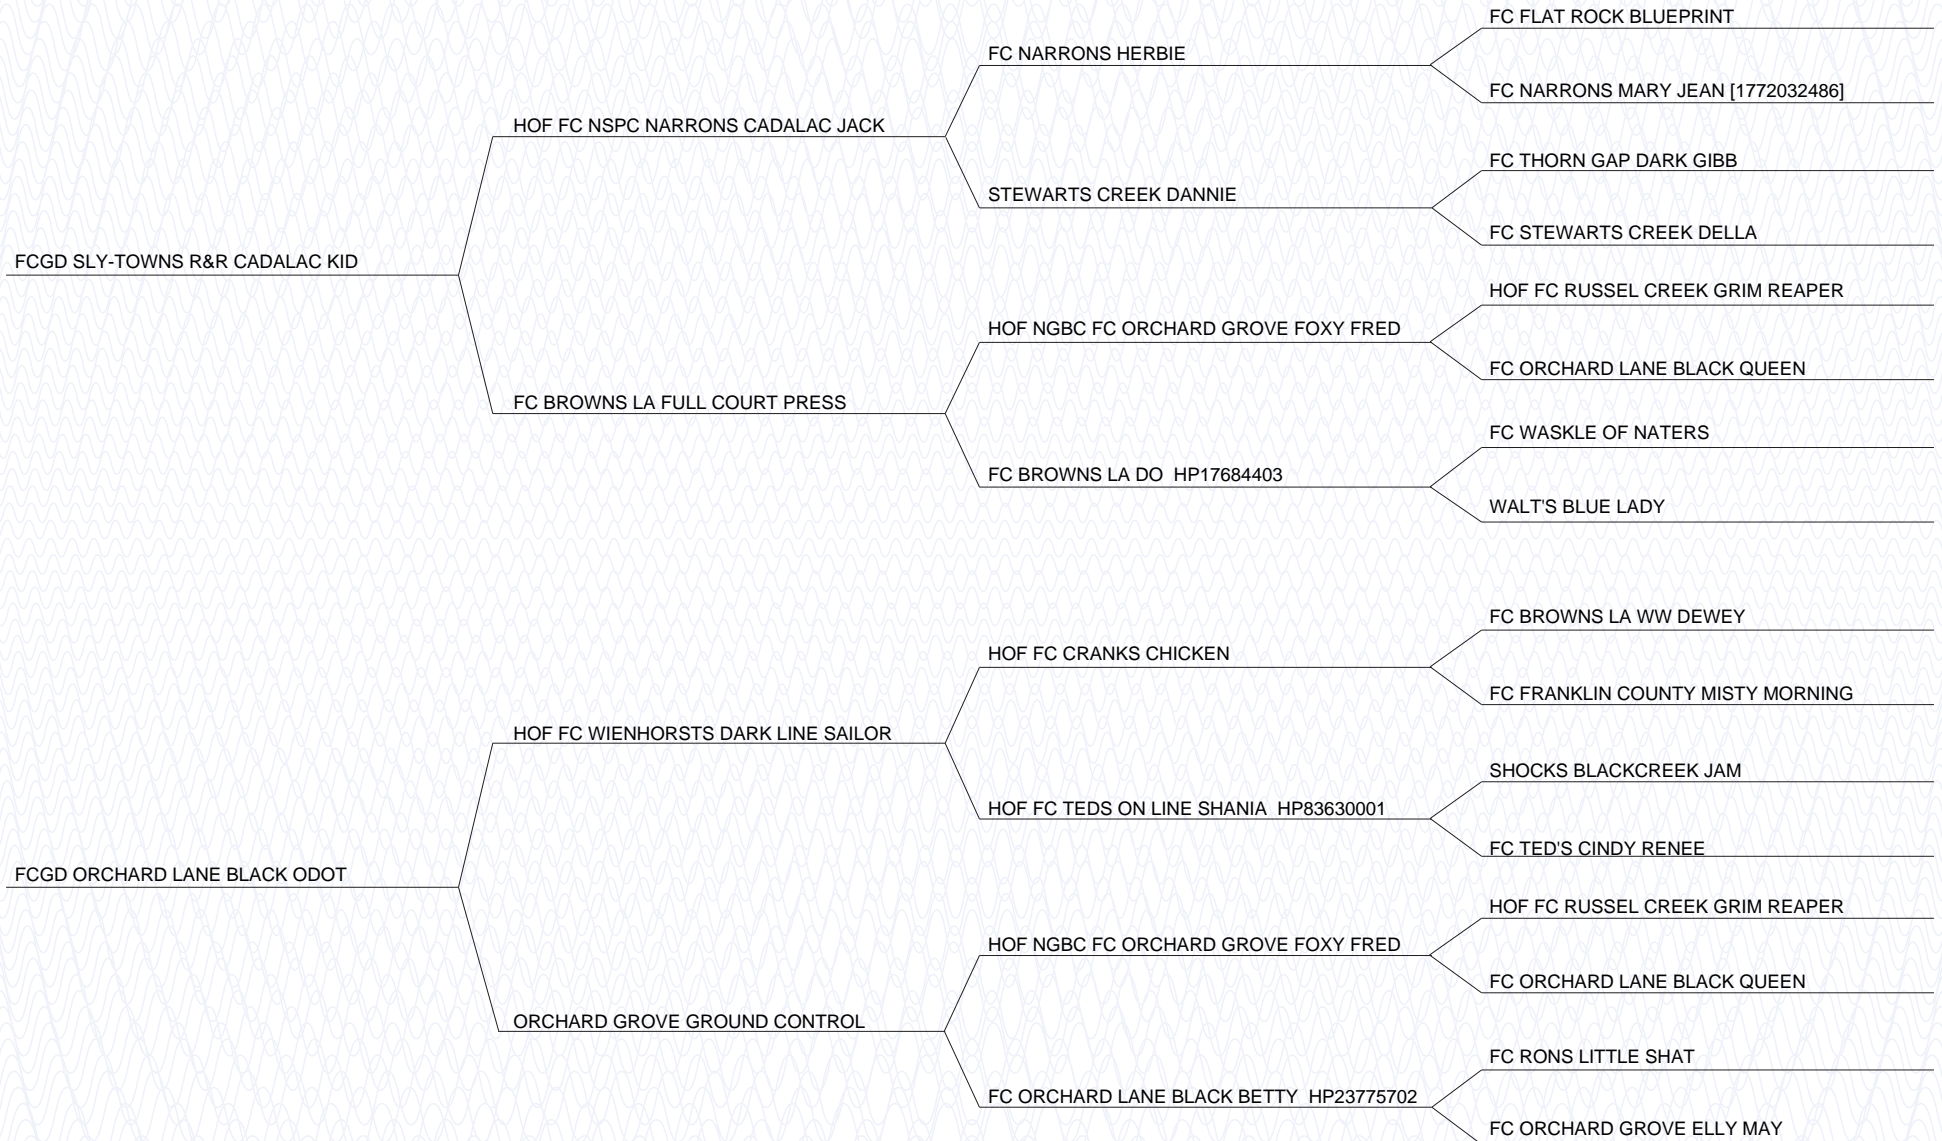 FC FLAT ROCK BLUEPRINT
FC NARRONS HERBIE
FC NARRONS MARY JEAN [1772032486]
HOF FC NSPC NARRONS CADALAC JACK
FC THORN GAP DARK GIBB
STEWARTS CREEK DANNIE
FC STEWARTS CREEK DELLA
FCGD SLY-TOWNS R&R CADALAC KID
HOF FC RUSSEL CREEK GRIM REAPER
HOF NGBC FC ORCHARD GROVE FOXY FRED
FC ORCHARD LANE BLACK QUEEN
FC BROWNS LA FULL COURT PRESS
FC WASKLE OF NATERS
FC BROWNS LA DO  HP17684403
WALT'S BLUE LADY
FC BROWNS LA WW DEWEY
HOF FC CRANKS CHICKEN
FC FRANKLIN COUNTY MISTY MORNING
HOF FC WIENHORSTS DARK LINE SAILOR
SHOCKS BLACKCREEK JAM
HOF FC TEDS ON LINE SHANIA  HP83630001
FC TED'S CINDY RENEE
FCGD ORCHARD LANE BLACK ODOT
HOF FC RUSSEL CREEK GRIM REAPER
HOF NGBC FC ORCHARD GROVE FOXY FRED
FC ORCHARD LANE BLACK QUEEN
ORCHARD GROVE GROUND CONTROL
FC RONS LITTLE SHAT
FC ORCHARD LANE BLACK BETTY  HP23775702
FC ORCHARD GROVE ELLY MAY